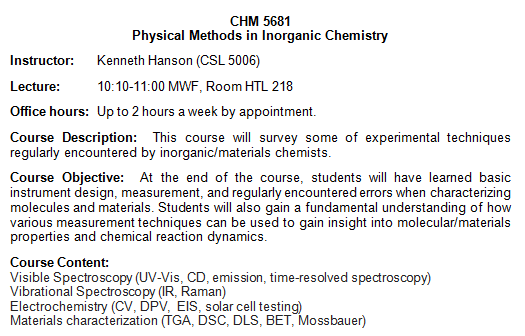 CHM 5681
Physical Methods in Inorganic Chemistry
Instructor: Kenneth Hanson (CSL 5006)
Lecture: 10:10-11:00 MWF, Room HTL 218
Office hours: Up to 2 hours a week by appointment.
Course Description: This course will survey some of experimental techniques
regularly encountered by inorganic/materials chemists.
Course Objective: At the end of the course, students will have learned basic
instrument design, measurement, and regularly encountered errors when characterizing
molecules and materials. Students will also gain a fundamental understanding of how
various measurement techniques can be used to gain insight into molecular/materials
properties and chemical reaction dynamics.
Course Content:
Visible Spectroscopy (UV-Vis, CD, emission, time-resolved spectroscopy)
Vibrational Spectroscopy (IR, Raman)
Electrochemistry (CV, DPV, EIS, solar cell testing)
Materials characterization (TGA, DSC, DLS, BET, Mossbauer)